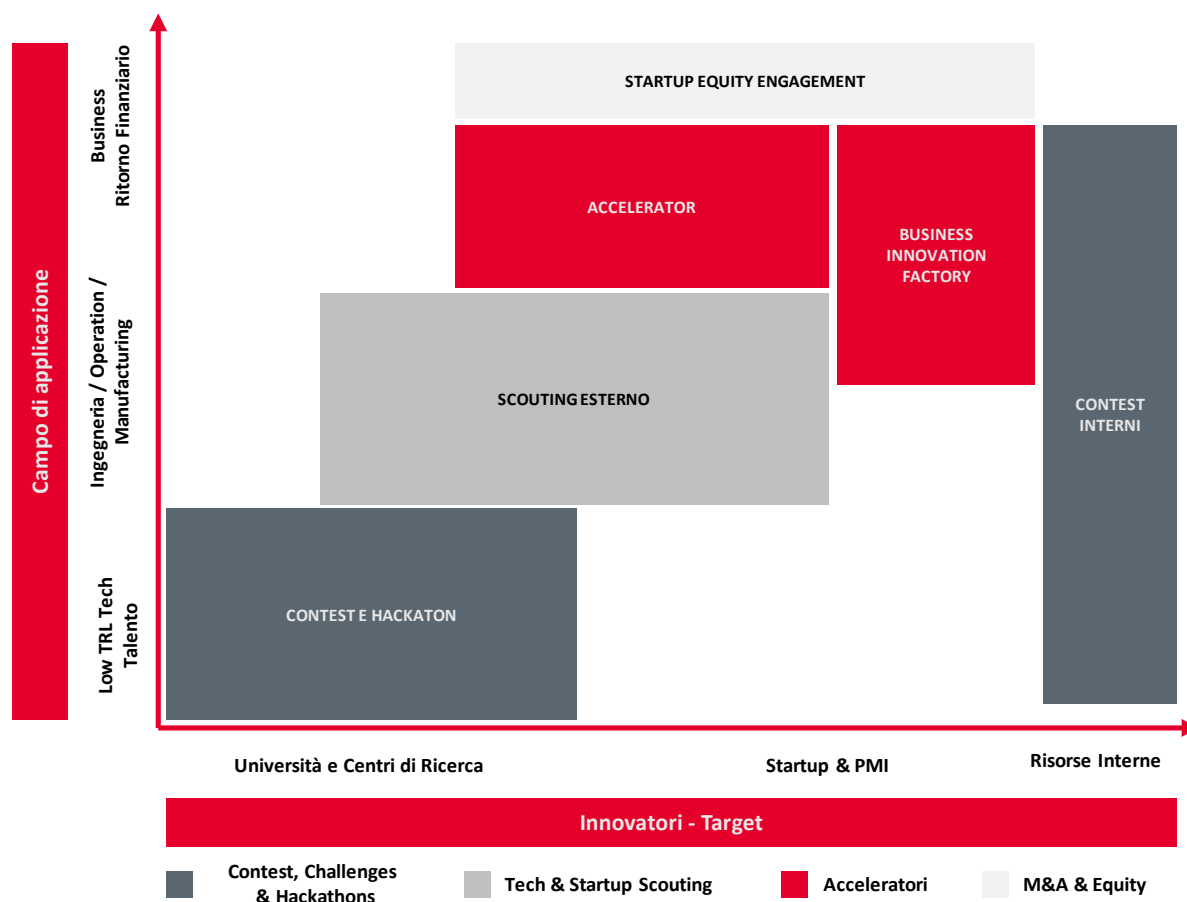 Campo di applicazione
Business
Ritorno Finanziario
Ingegneria / Operation /
Manufacturing
Low TRL Tech
Talento
STARTUP EQUITY ENGAGEMENT
ACCELERATOR
BUSINESS
INNOVATION
FACTORY
SCOUTING ESTERNO
CONTEST
INTERNI
CONTEST E HACKATON
Università e Centri di Ricerca
Startup & PMI
Risorse Interne
Innovatori - Target
Contest, Challenges
& Hackathons
Tech & Startup Scouting
Acceleratori
M&A & Equity